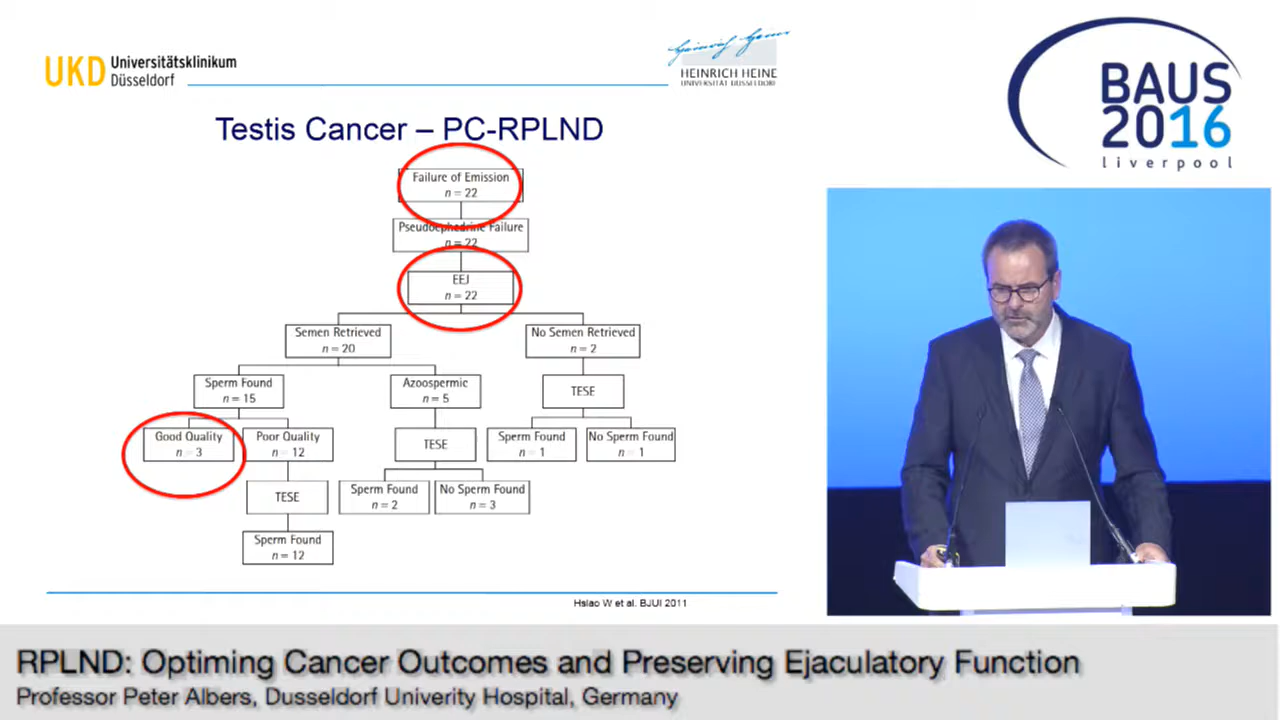 UKD Universitätsklinikum
Düsseldorf
HEINRICH HEINE
UNIVERSITÄT DÜSSELDORF
BAUS
2016
liverpool
Testis Cancer – PC-RPLND
Failure of Emission
n = 22
Pseudoephedrine Failure
n = 22
EEJ
n = 22
Semen Retrieved
n = 20
No Semen Retrieved
n = 2
Sperm Found
n = 15
Azoospermic
n = 5
TESE
Good Quality
n = 3
Poor Quality
n = 12
TESE
Sperm Found
n = 1
No Sperm Found
n = 1
TESE
Sperm Found
n = 2
No Sperm Found
n = 3
Sperm Found
n = 12
Hsiao W et al. BJUI 2011
RPLND: Optiming Cancer Outcomes and Preserving Ejaculatory Function
Professor Peter Albers, Dusseldorf Univerity Hospital, Germany